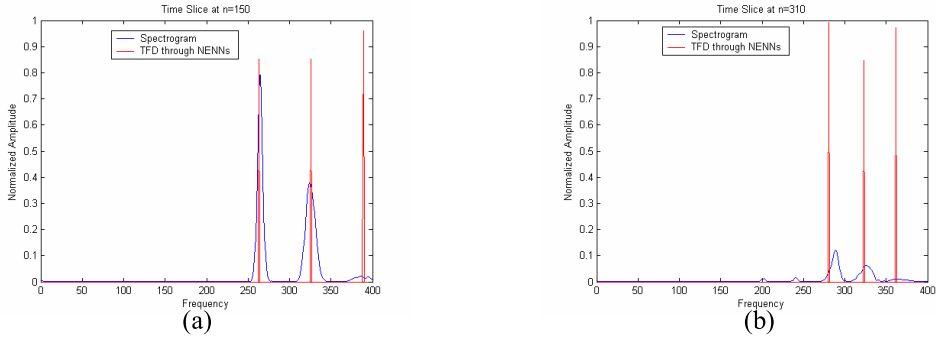 Time Slice at n=150
Spectrogram
TFD through NENNs
Normalized Amplitude
1
0.9
0.8
0.7
0.6
0.5
0.4
0.3
0.2
0.1
0
0 50 100 150 200 250 300 350 400
Frequency
(a)
Time Slice at n=310
Spectrogram
TFD through NENNs
Normalized Amplitude
1
0.9
0.8
0.7
0.6
0.5
0.4
0.3
0.2
0.1
0
0 50 100 150 200 250 300 350 400
Frequency
(b)